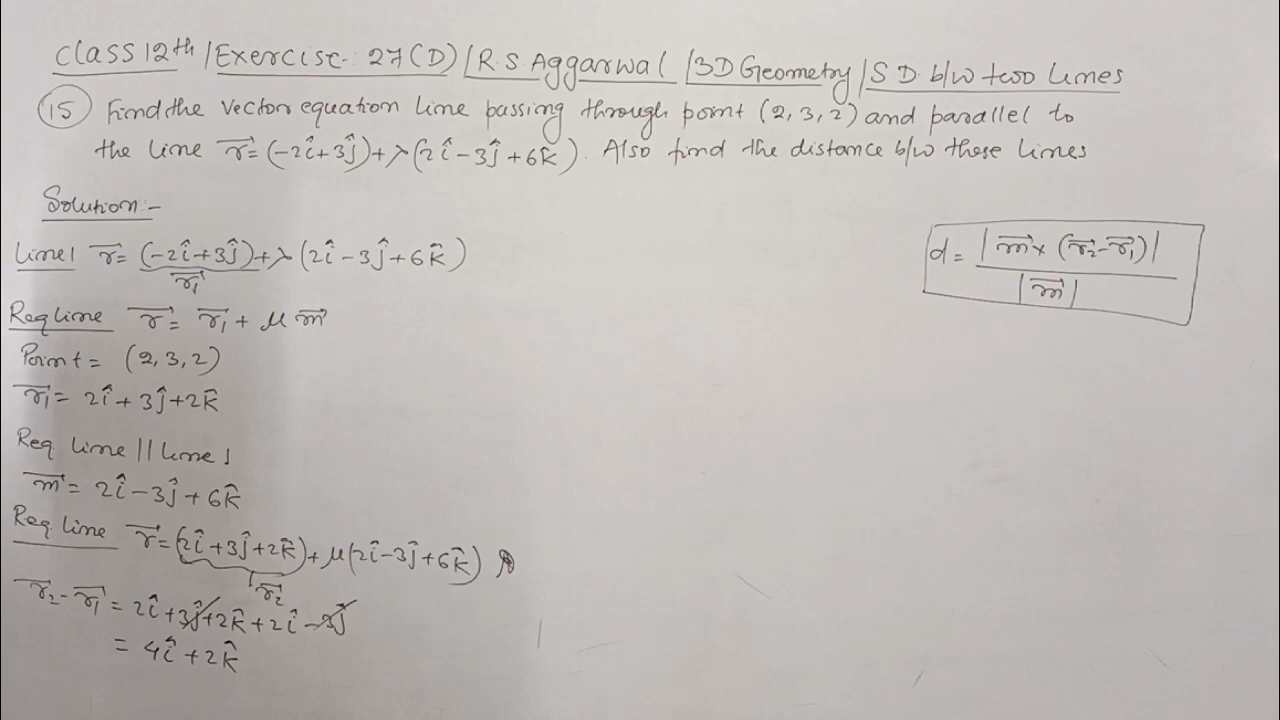 Class 12th / Exercise: 27(D) / R.S. Aggarwal / 3D Geometry / S.D. b/w two lines
(15) Find the Vector equation line passing through point (2, 3, 2) and parallel to
the line r⃗ = (-2î+3ĵ)+λ(2î-3ĵ+6k̂). Also find the distance b/w these lines
Solution:-
Line1 r⃗ = (-2î+3ĵ)+λ(2î-3ĵ+6k̂)
r⃗₁
d = |m⃗ × (r⃗₂-r⃗₁)| / |m⃗|
Req line r⃗ = r⃗₁ + μ m⃗
Point = (2, 3, 2)
r⃗₁ = 2î + 3ĵ + 2k̂
Req line || line 1
m⃗ = 2î - 3ĵ + 6k̂
Req. line r⃗ = (2î+3ĵ+2k̂)+μ(2î-3ĵ+6k̂)
r⃗₂
r⃗₂-r⃗₁ = 2î+3ĵ+2k̂+2î-3ĵ
= 4î+2k̂